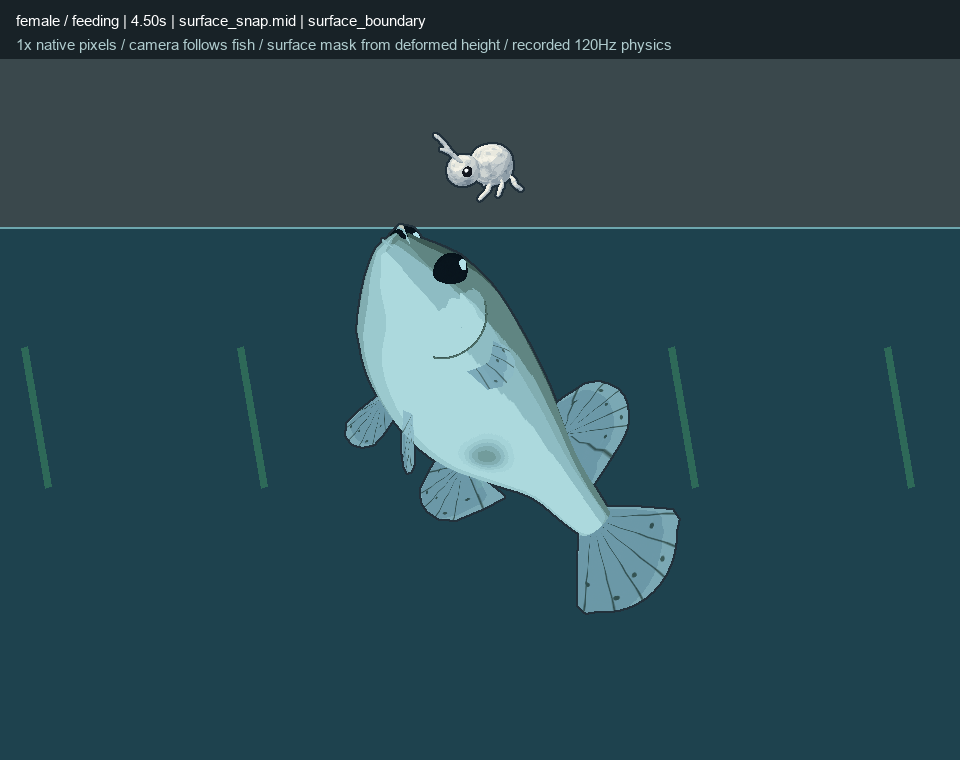 female / feeding | 4.50s | surface_snap.mid | surface_boundary
1x native pixels / camera follows fish / surface mask from deformed height / recorded 120Hz physics